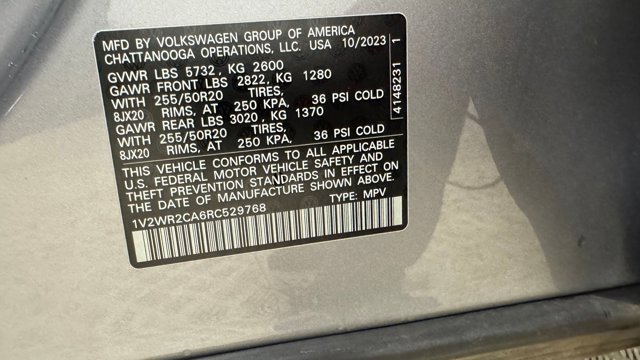 MFD BY VOLKSWAGEN GROUP OF AMERICA
CHATTANOOGA OPERATIONS, LLC. USA 10/2023
GVWR LBS 5732, KG 2600
GAWR FRONT LBS 2822, KG 1280
WITH 255/50R20 TIRES,
8JX20 RIMS, AT 250 KPA, 36 PSI COLD
GAWR REAR LBS 3020, KG 1370
WITH 255/50R20 TIRES,
8JX20 RIMS, AT 250 KPA, 36 PSI COLD
THIS VEHICLE CONFORMS TO ALL APPLICABLE
U.S. FEDERAL MOTOR VEHICLE SAFETY AND
THEFT PREVENTION STANDARDS IN EFFECT ON
THE DATE OF MANUFACTURE SHOWN ABOVE.
1V2WR2CA6RC529768 TYPE: MPV
4148231 1